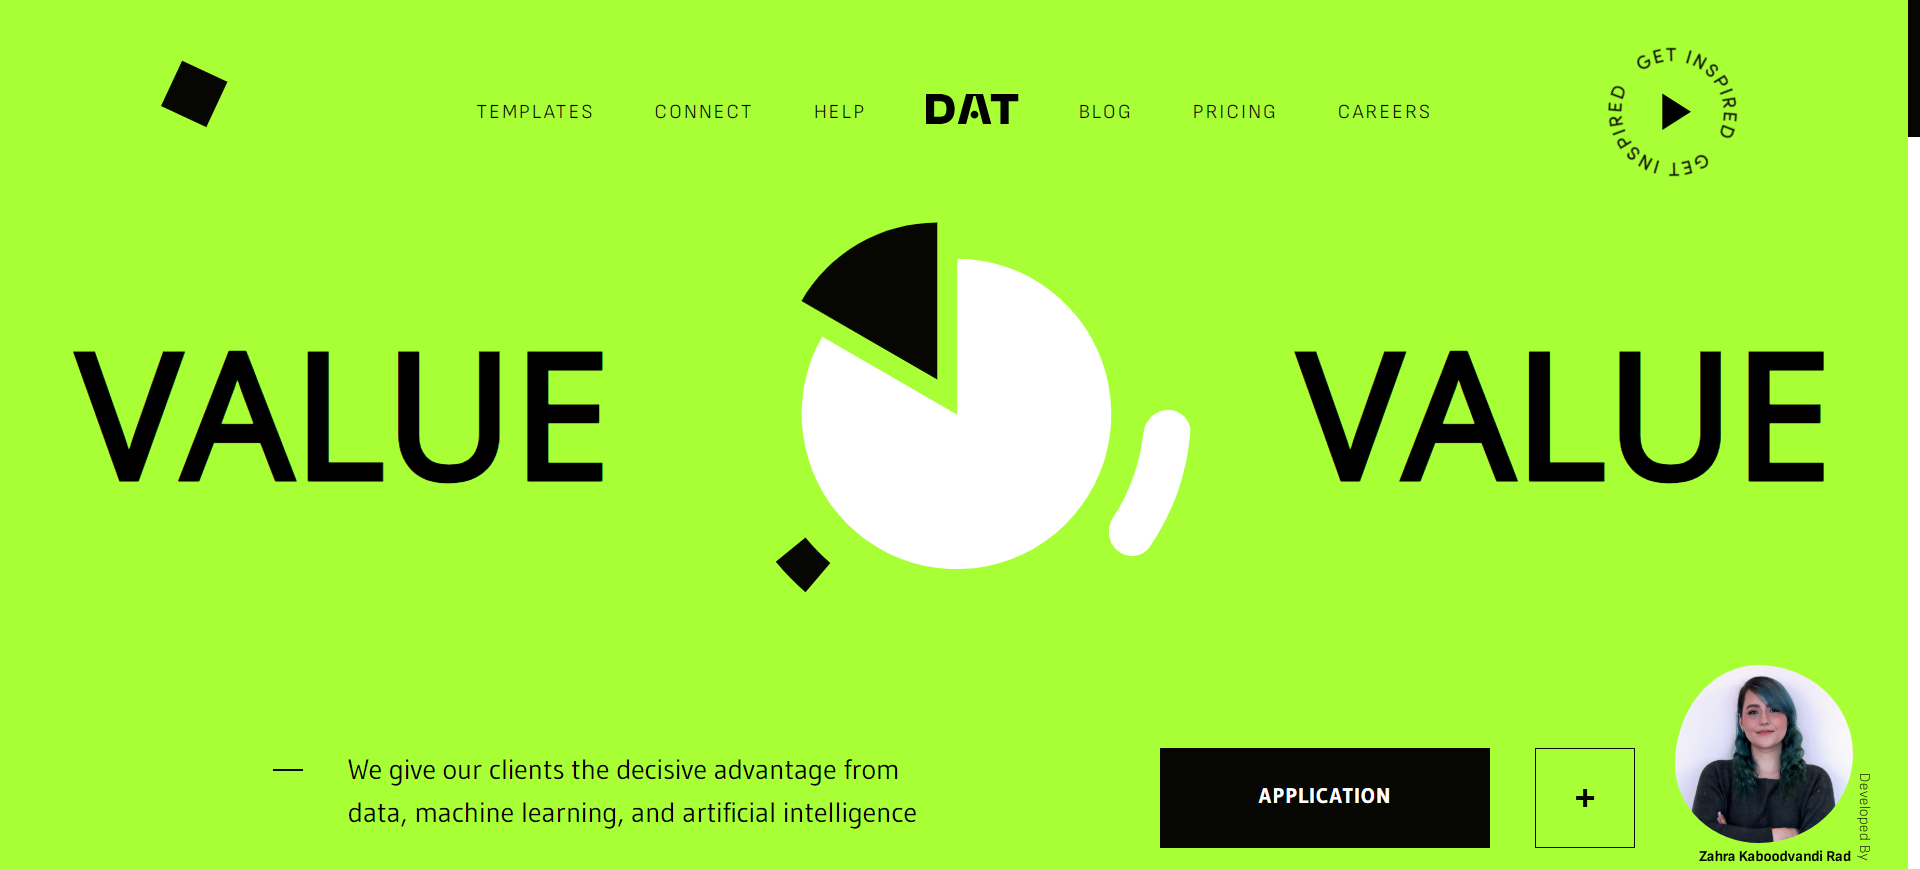 TEMPLATES CONNECT HELP DAT BLOG PRICING CAREERS
GET INSPIRED GET INSPIRED
VALUE VALUE
We give our clients the decisive advantage from
data, machine learning, and artificial intelligence
APPLICATION
+
Developed By
Zahra Kaboodvandi Rad